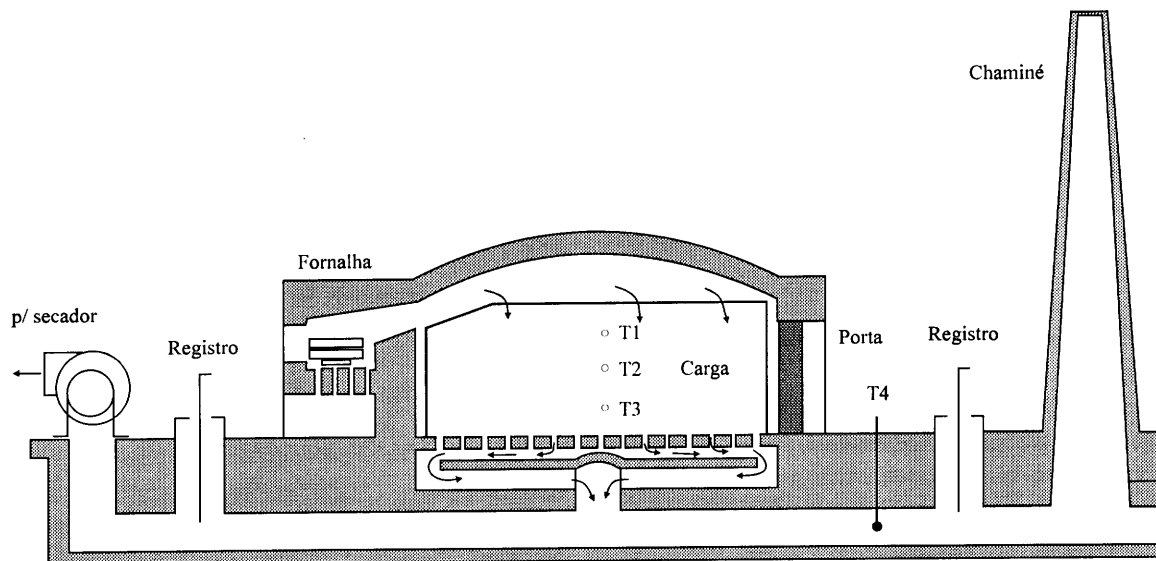 Chaminé
Fornalha
p/ secador
Registro
T1
Porta
Registro
T2
Carga
T4
T3